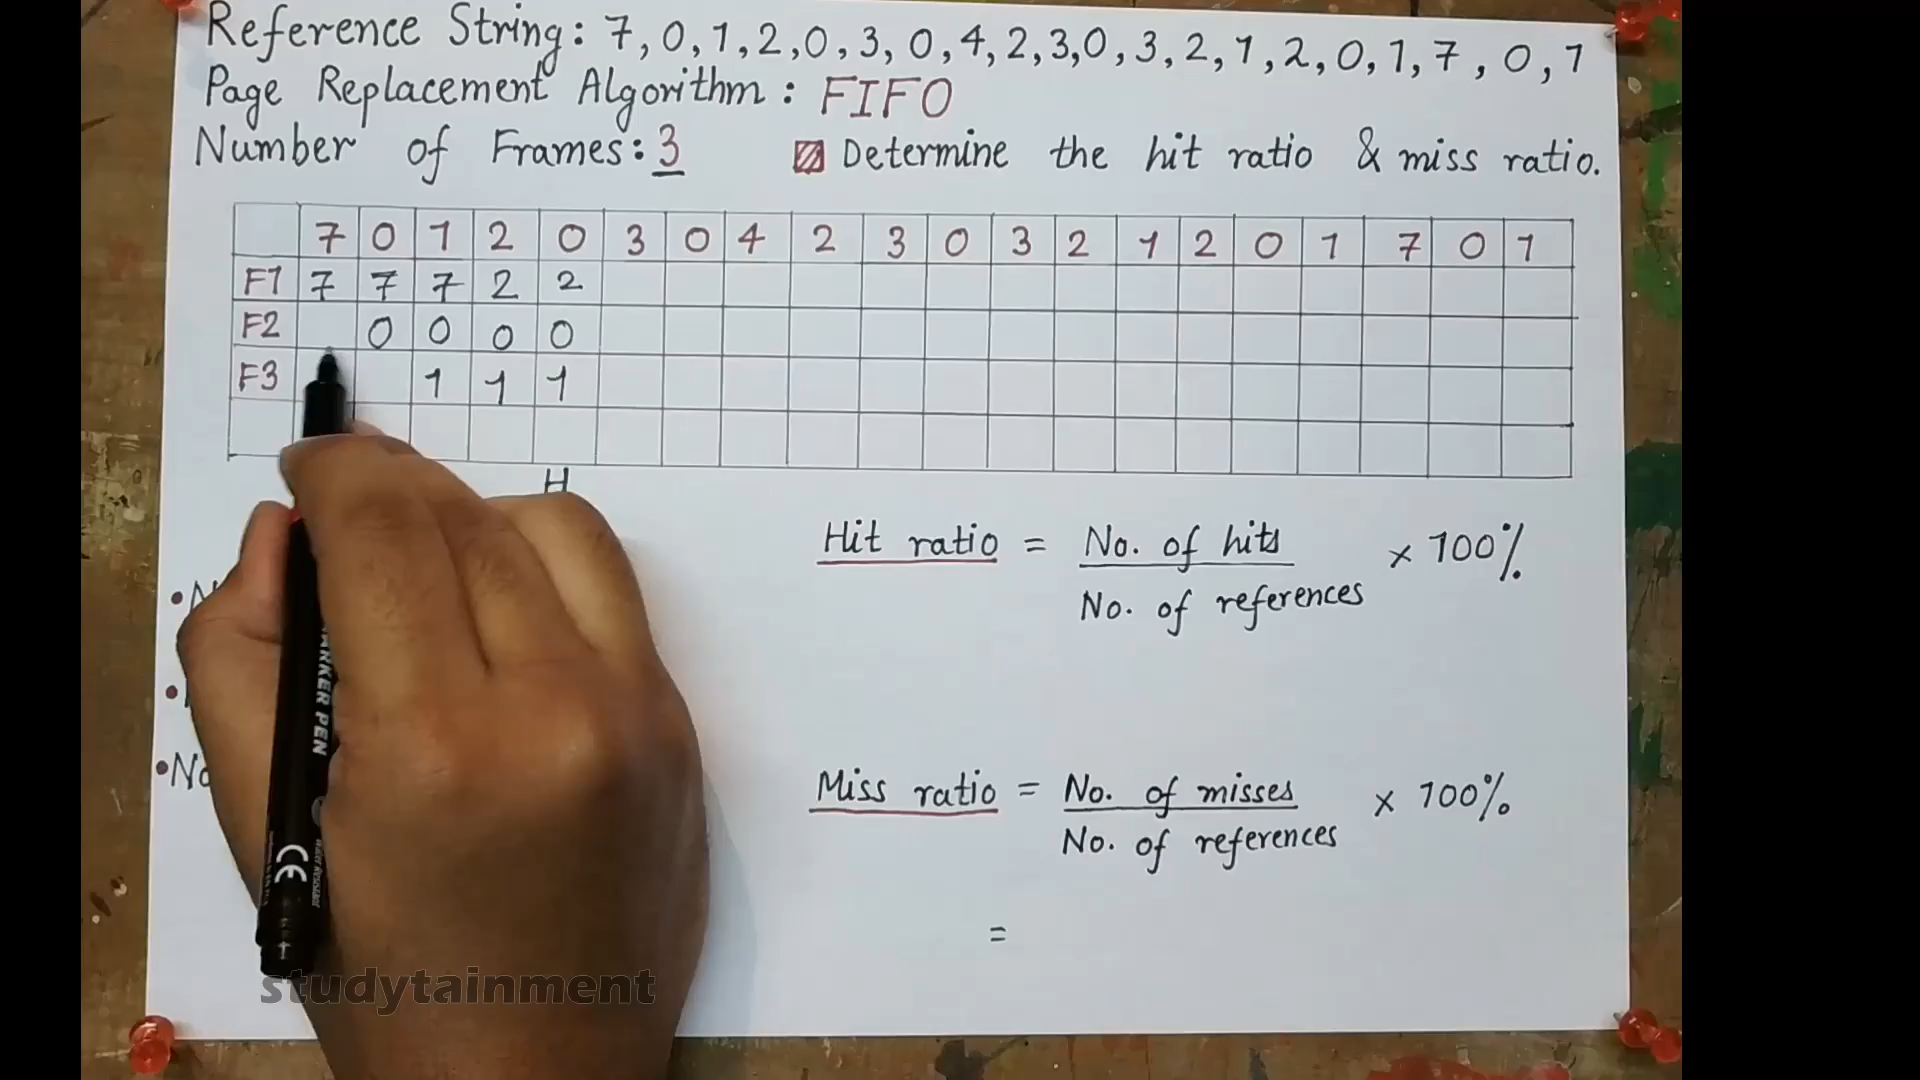 Reference String: 7, 0, 1, 2, 0, 3, 0, 4, 2, 3, 0, 3, 2, 1, 2, 0, 1, 7, 0, 1
Page Replacement Algorithm: FIFO
Number of Frames: 3 Determine the hit ratio & miss ratio.
7 0 1 2 0 3 0 4 2 3 0 3 2 1 2 0 1 7 0 1
F1 7 7 7 2 2
F2 0 0 0 0
F3 1 1 1
H
Hit ratio = No. of hits × 100%
No. of references
Miss ratio = No. of misses × 100%
No. of references
=
MARKER PEN
CE
studytainment